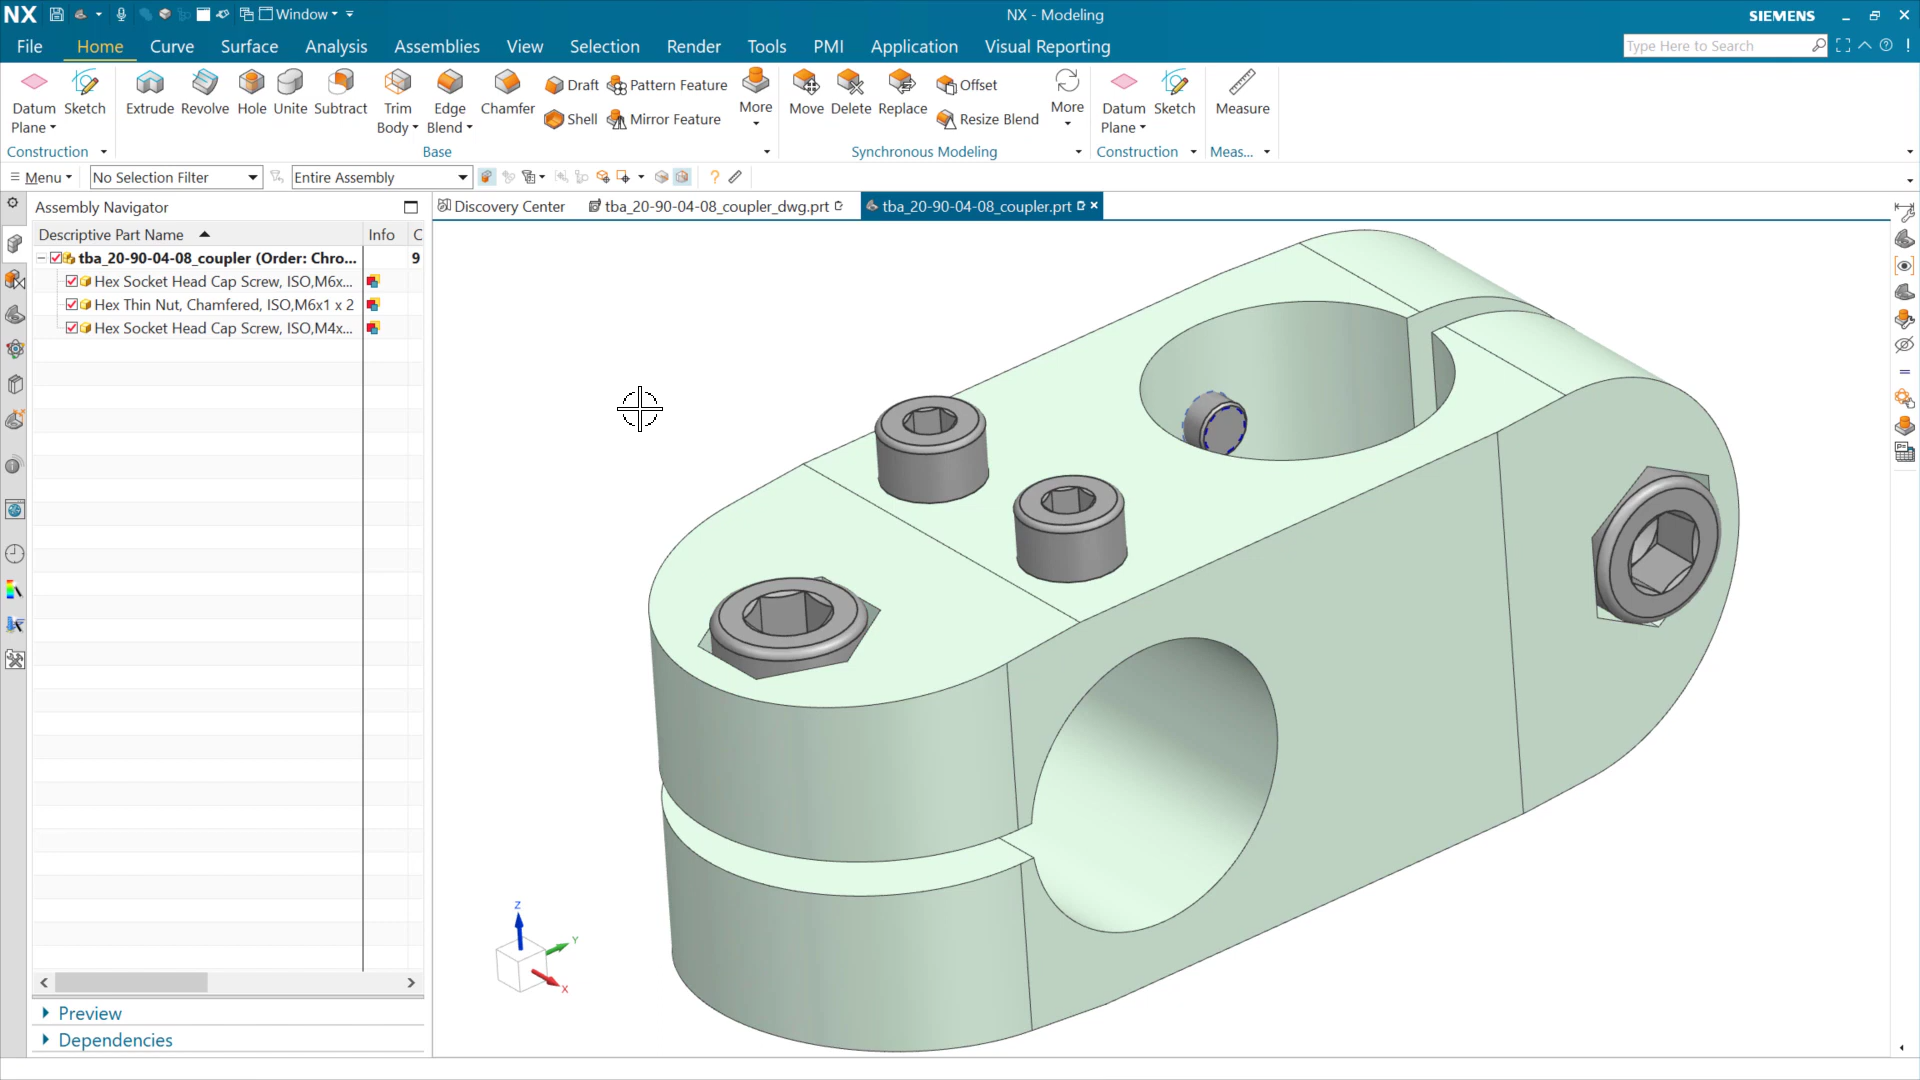 NX
Window
NX - Modeling
SIEMENS
File
Home
Curve
Surface
Analysis
Assemblies
View
Selection
Render
Tools
PMI
Application
Visual Reporting
Type Here to Search
Datum Plane
Sketch
Extrude
Revolve
Hole
Unite
Subtract
Trim Body
Edge Blend
Chamfer
Draft
Shell
Pattern Feature
Mirror Feature
More
Move
Delete
Replace
Offset
Resize Blend
More
Datum Plane
Sketch
Measure
Construction
Base
Synchronous Modeling
Construction
Meas...
Menu
No Selection Filter
Entire Assembly
Assembly Navigator
Discovery Center
tba_20-90-04-08_coupler_dwg.prt
tba_20-90-04-08_coupler.prt
Descriptive Part Name
Info
C
tba_20-90-04-08_coupler (Order: Chro...
9
Hex Socket Head Cap Screw, ISO,M6x...
Hex Thin Nut, Chamfered, ISO,M6x1 x 2
Hex Socket Head Cap Screw, ISO,M4x...
Z
Y
X
Preview
Dependencies